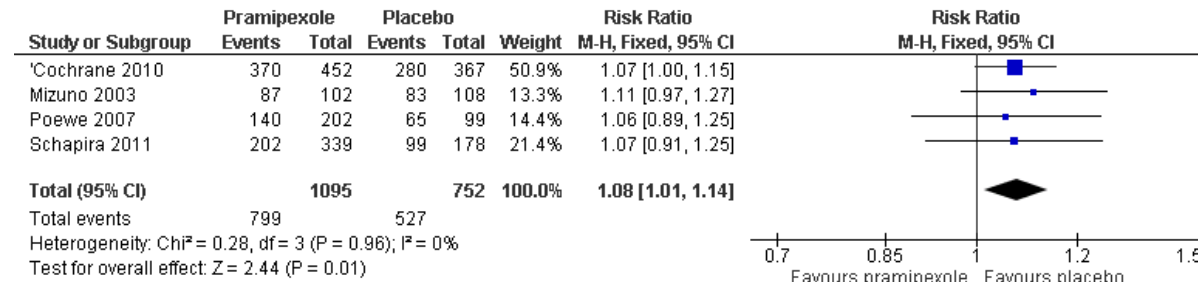 Pramipexole Placebo Risk Ratio Risk Ratio
Study or Subgroup Events Total Events Total Weight M-H, Fixed, 95% CI M-H, Fixed, 95% CI
'Cochrane 2010 370 452 280 367 50.9% 1.07 [1.00, 1.15]
Mizuno 2003 87 102 83 108 13.3% 1.11 [0.97, 1.27]
Poewe 2007 140 202 65 99 14.4% 1.06 [0.89, 1.25]
Schapira 2011 202 339 99 178 21.4% 1.07 [0.91, 1.25]
Total (95% CI) 1095 752 100.0% 1.08 [1.01, 1.14]
Total events 799 527
Heterogeneity: Chi² = 0.28, df = 3 (P = 0.96); I² = 0%
Test for overall effect: Z = 2.44 (P = 0.01)
0.7 0.85 1 1.2 1.5
Favours pramipexole Favours placebo